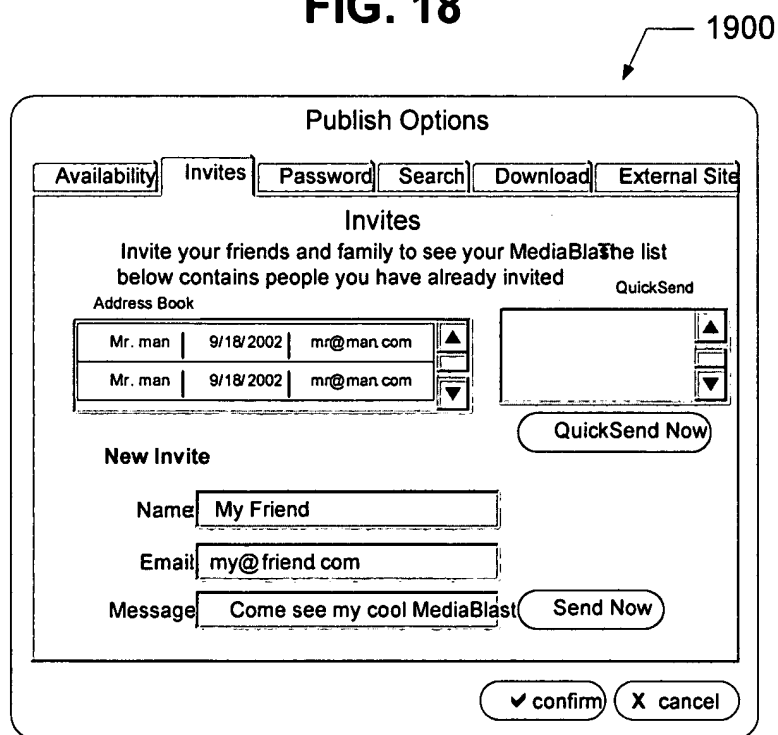 FIG. 18
1900
Publish Options
Availability Invites Password Search Download External Site
Invites
Invite your friends and family to see your MediaBlastThe list
below contains people you have already invited
Address Book
QuickSend
Mr. man 9/18/2002 mr@man.com
Mr. man 9/18/2002 mr@man.com
QuickSend Now
New Invite
Name My Friend
Email my@friend.com
Message Come see my cool MediaBlast Send Now
✔ confirm X cancel